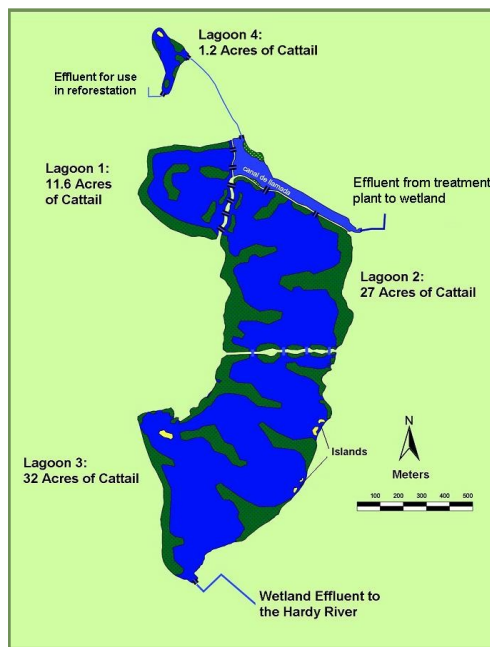 Lagoon 4:
1.2 Acres of Cattail
Effluent for use
in reforestation
Lagoon 1:
11.6 Acres
of Cattail
canal de llamada
Effluent from treatment
plant to wetland
Lagoon 2:
27 Acres of Cattail
Islands
N
Meters
100 200 300 400 500
Lagoon 3:
32 Acres of Cattail
Wetland Effluent to
the Hardy River